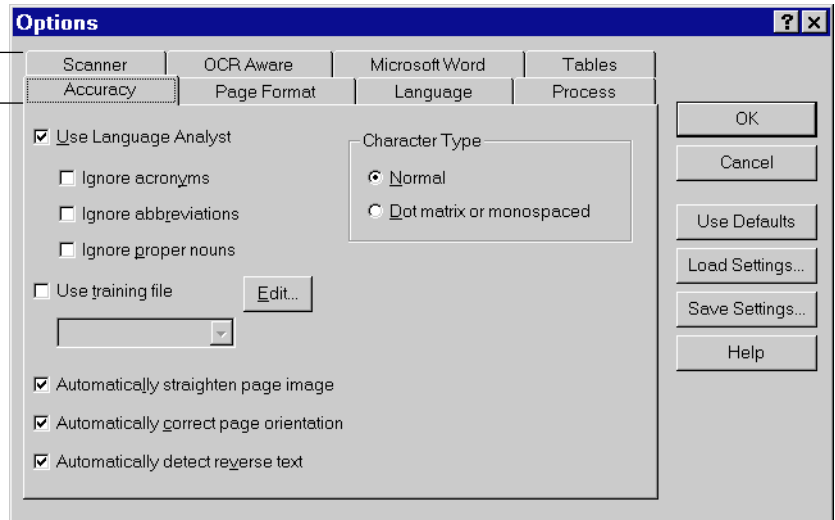 Options
Scanner OCR Aware Microsoft Word Tables
Accuracy Page Format Language Process
Use Language Analyst
Ignore acronyms
Ignore abbreviations
Ignore proper nouns
Use training file Edit...
Character Type
Normal
Dot matrix or monospaced
Automatically straighten page image
Automatically correct page orientation
Automatically detect reverse text
OK
Cancel
Use Defaults
Load Settings...
Save Settings...
Help